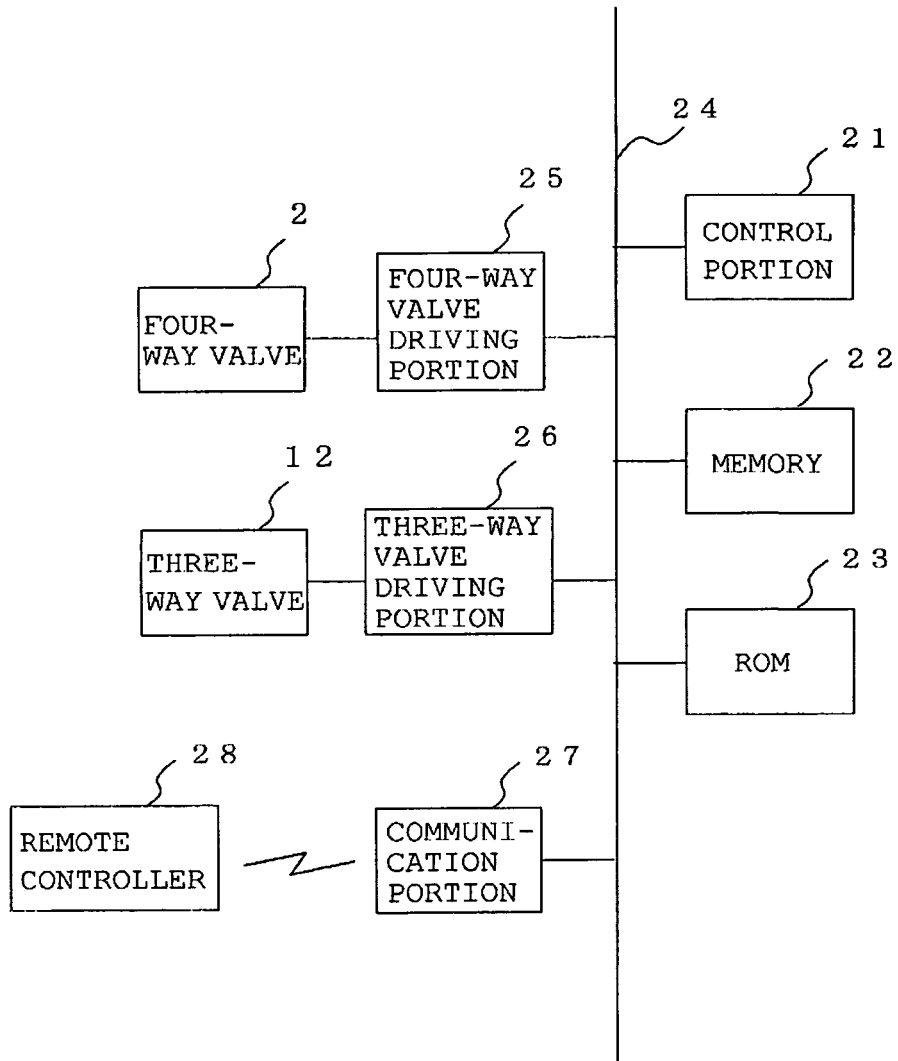 24
21
CONTROL
PORTION
25
FOUR-WAY
VALVE
DRIVING
PORTION
2
FOUR-
WAY VALVE
22
MEMORY
26
THREE-WAY
VALVE
DRIVING
PORTION
12
THREE-
WAY VALVE
23
ROM
28
REMOTE
CONTROLLER
27
COMMUNI-
CATION
PORTION